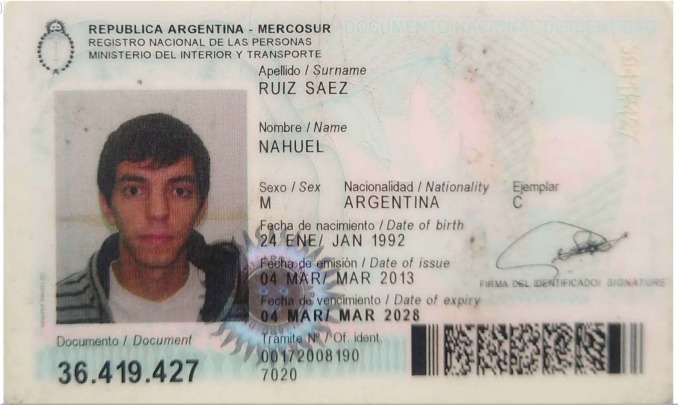 DOCUMENTO NACIONAL DE IDENTIDAD
REPUBLICA ARGENTINA - MERCOSUR
REGISTRO NACIONAL DE LAS PERSONAS
MINISTERIO DEL INTERIOR Y TRANSPORTE
Apellido / Surname
RUIZ SAEZ
Nombre / Name
NAHUEL
Sexo / Sex Nacionalidad / Nationality Ejemplar
M ARGENTINA C
Fecha de nacimiento / Date of birth
24 ENE/ JAN 1992
Fecha de emisión / Date of issue
04 MAR/ MAR 2013
FIRMA DEL IDENTIFICADO/ SIGNATURE
Fecha de vencimiento / Date of expiry
04 MAR/ MAR 2028
Documento / Document
36.419.427
Trámite Nº / Of. ident.
00172008190
7020